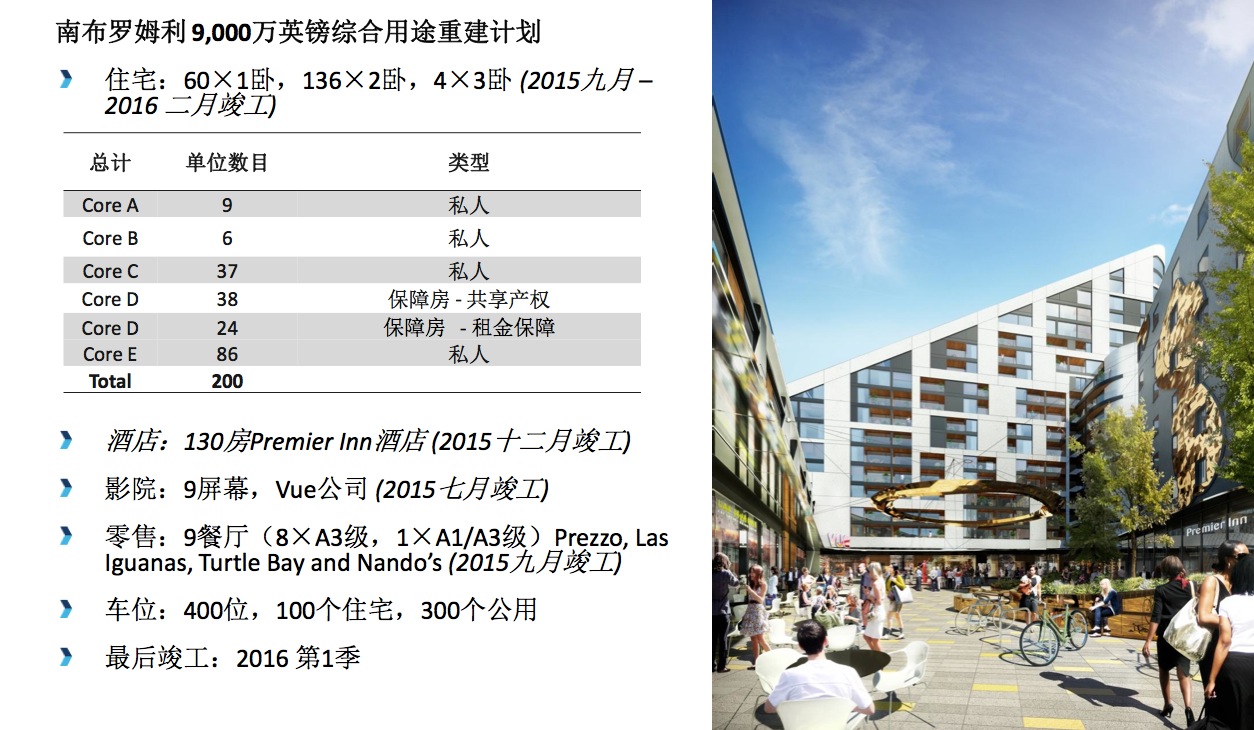 南布罗姆利 9,000万英镑综合用途重建计划
住宅：60×1卧，136×2卧，4×3卧 (2015九月 –
2016 二月竣工)
总计 单位数目 类型
Core A 9 私人
Core B 6 私人
Core C 37 私人
Core D 38 保障房 - 共享产权
Core D 24 保障房 - 租金保障
Core E 86 私人
Total 200
酒店：130房Premier Inn酒店 (2015十二月竣工)
影院：9屏幕，Vue公司 (2015七月竣工)
零售：9餐厅（8×A3级，1×A1/A3级）Prezzo, Las
Iguanas, Turtle Bay and Nando’s (2015九月竣工)
车位：400位，100个住宅，300个公用
最后竣工：2016 第1季
Premier Inn